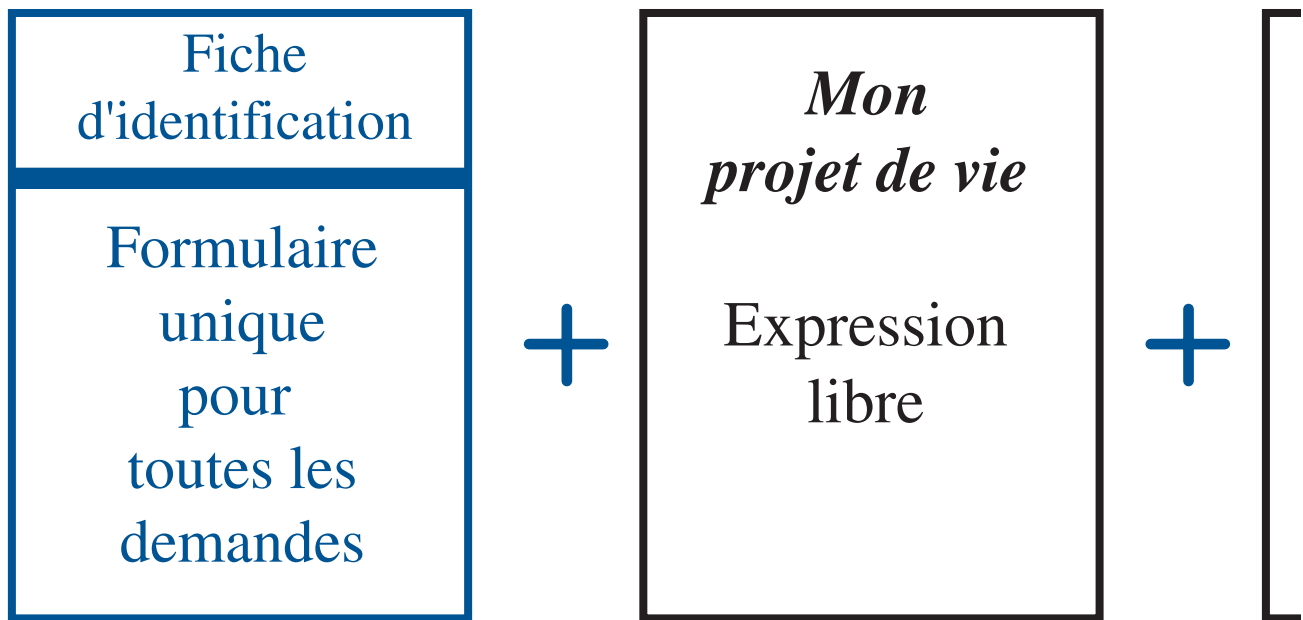 Fiche
d'identification
Formulaire
unique
pour
toutes les
demandes
+
Mon
projet de vie
Expression
libre
+